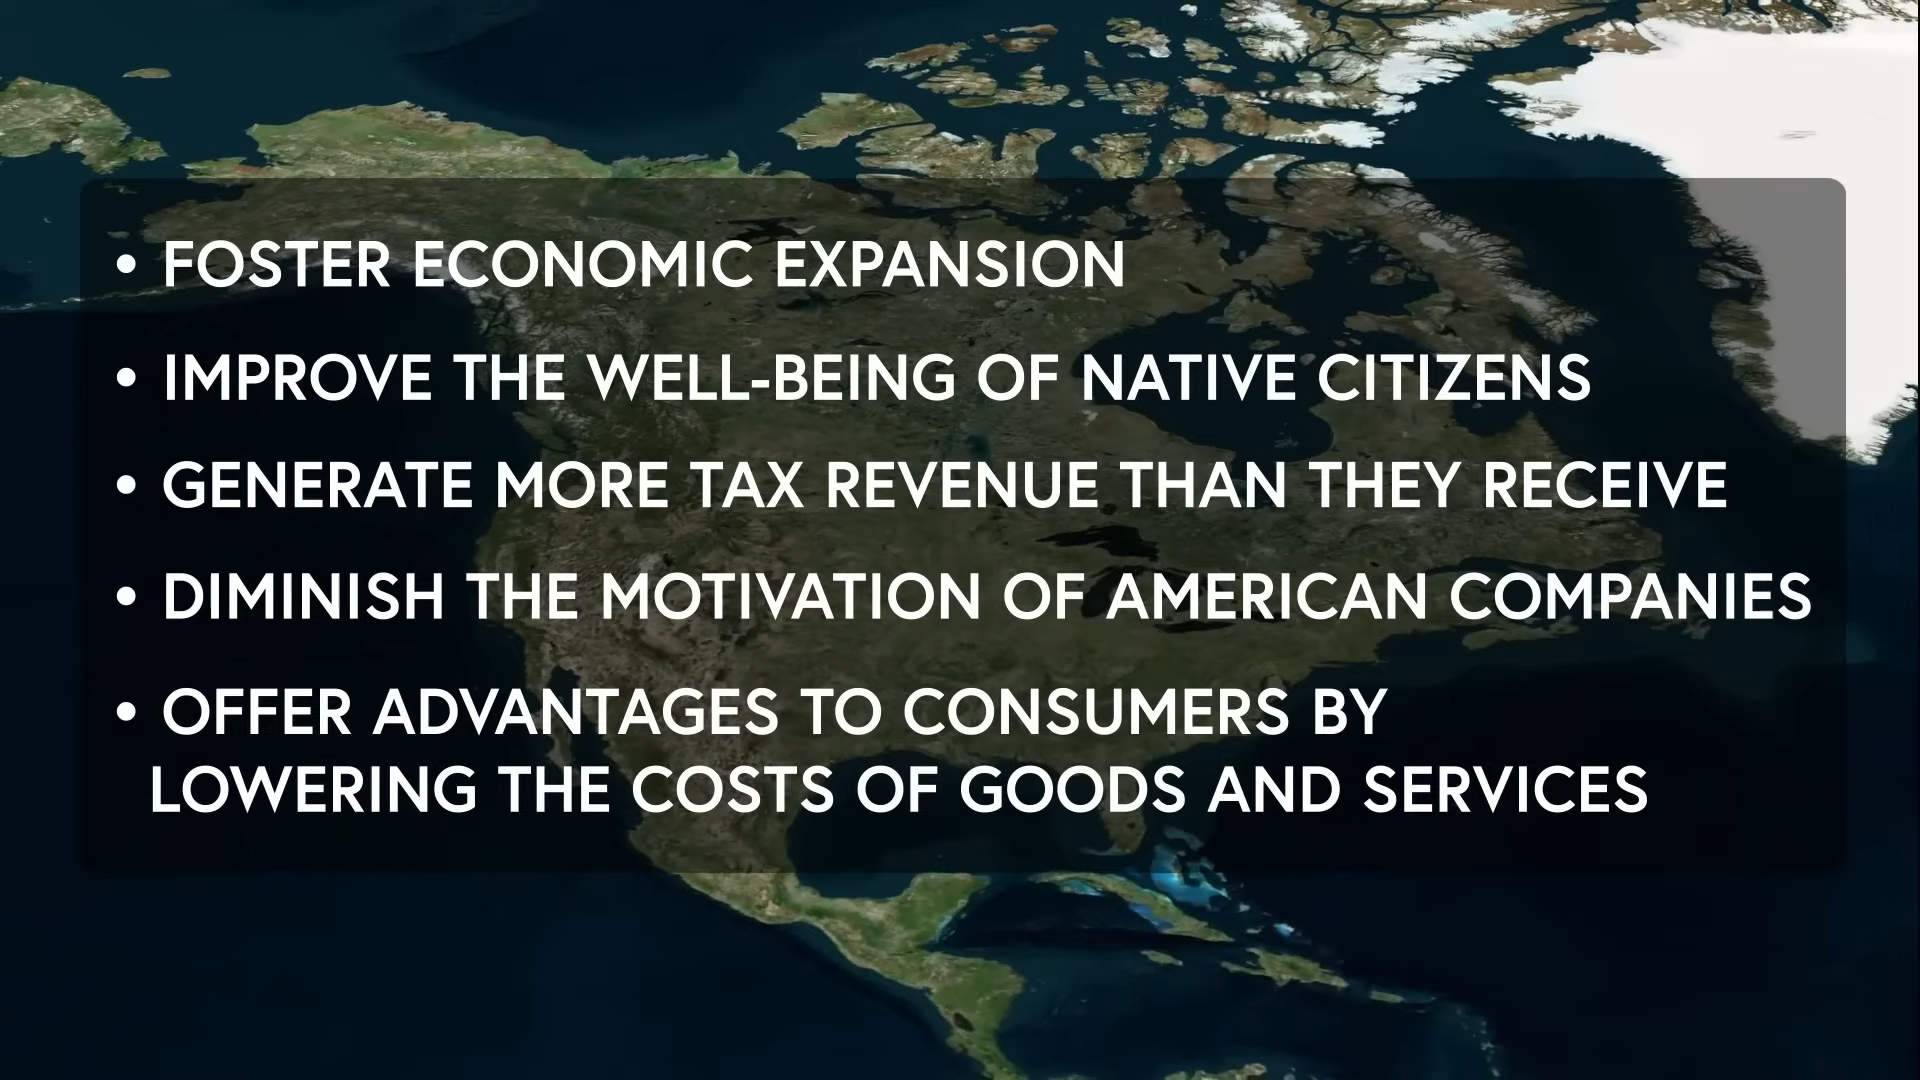 • FOSTER ECONOMIC EXPANSION
• IMPROVE THE WELL-BEING OF NATIVE CITIZENS
• GENERATE MORE TAX REVENUE THAN THEY RECEIVE
• DIMINISH THE MOTIVATION OF AMERICAN COMPANIES
• OFFER ADVANTAGES TO CONSUMERS BY
LOWERING THE COSTS OF GOODS AND SERVICES